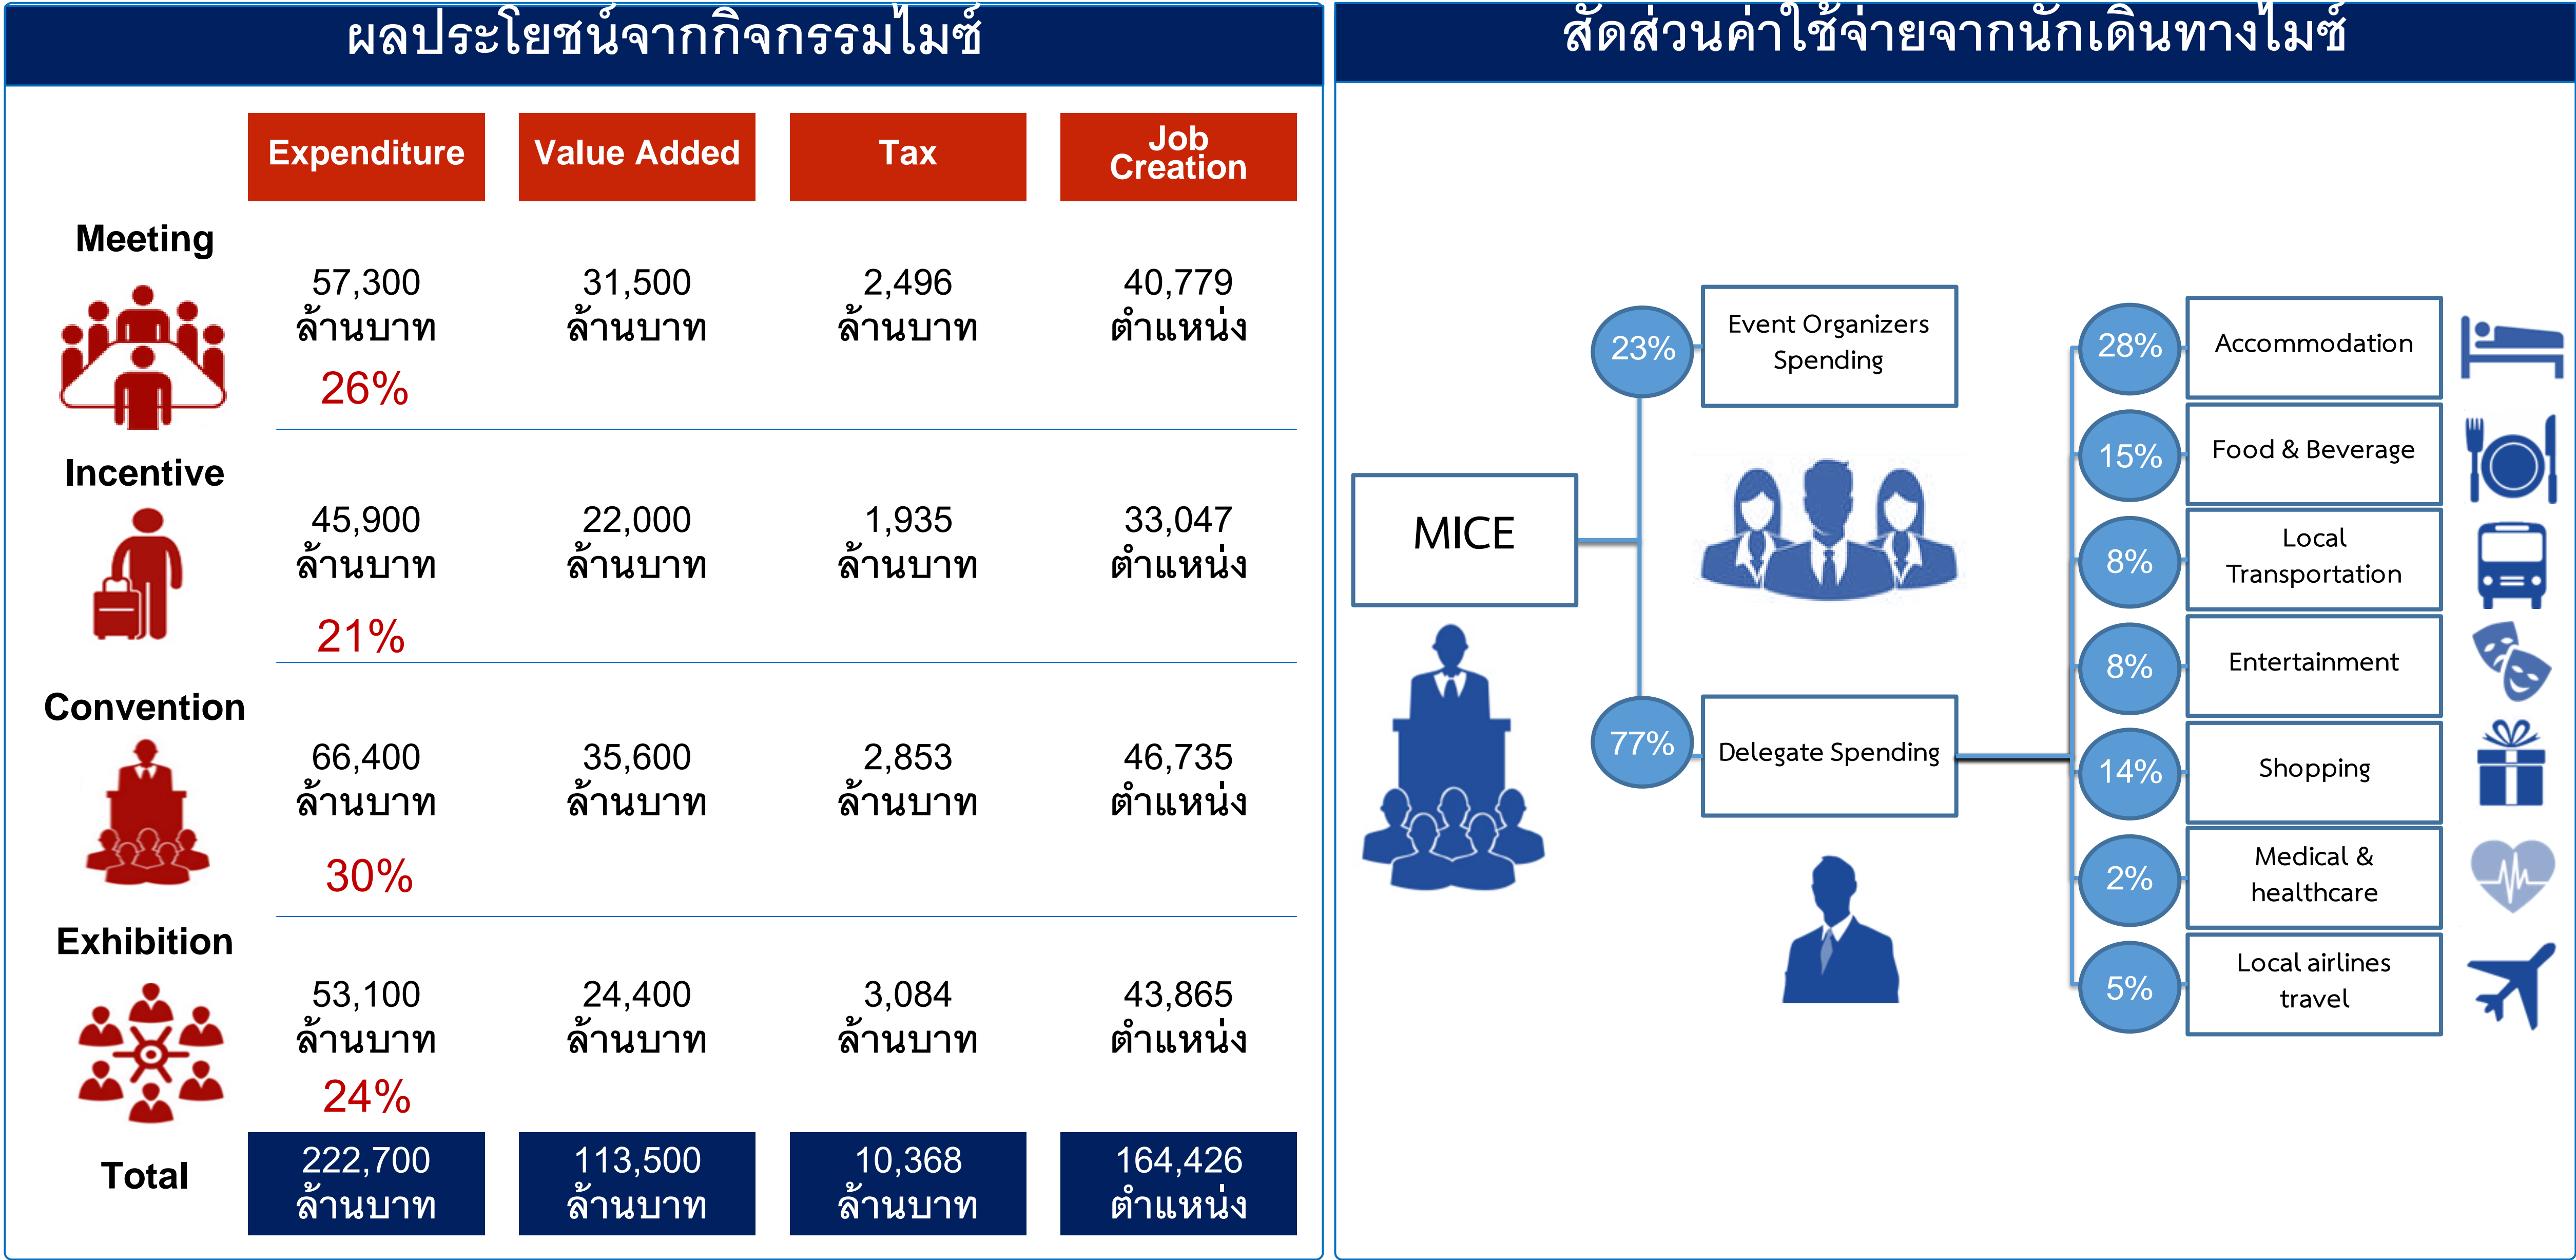 ผลประโยชน์จากกิจกรรมไมซ์
Expenditure
Value Added
Tax
Job
Creation
Meeting
57,300
ล้านบาท
26%
31,500
ล้านบาท
2,496
ล้านบาท
40,779
ตำแหน่ง
Incentive
45,900
ล้านบาท
21%
22,000
ล้านบาท
1,935
ล้านบาท
33,047
ตำแหน่ง
Convention
66,400
ล้านบาท
30%
35,600
ล้านบาท
2,853
ล้านบาท
46,735
ตำแหน่ง
Exhibition
53,100
ล้านบาท
24%
24,400
ล้านบาท
3,084
ล้านบาท
43,865
ตำแหน่ง
Total
222,700
ล้านบาท
113,500
ล้านบาท
10,368
ล้านบาท
164,426
ตำแหน่ง
สัดส่วนค่าใช้จ่ายจากนักเดินทางไมซ์
MICE
23%
Event Organizers
Spending
77%
Delegate Spending
28%
Accommodation
15%
Food & Beverage
8%
Local
Transportation
8%
Entertainment
14%
Shopping
2%
Medical &
healthcare
5%
Local airlines
travel